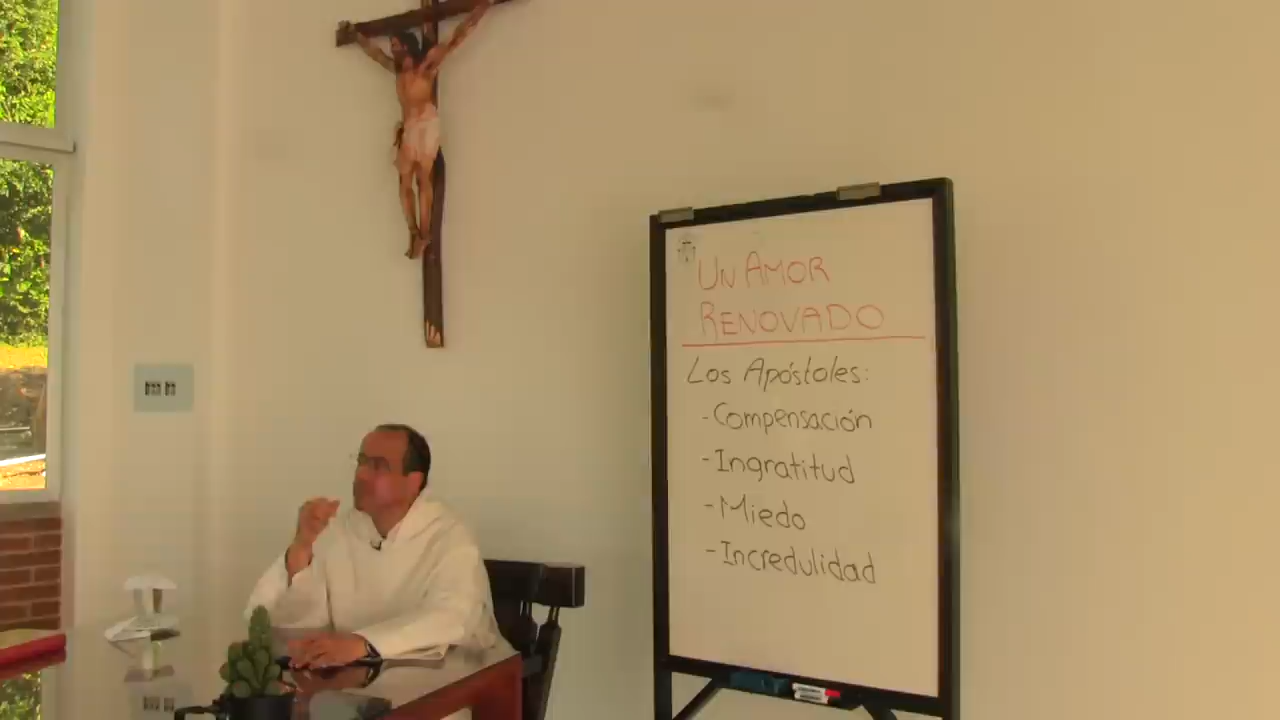 UN AMOR
RENOVADO
Los Apóstoles:
-Compensación
-Ingratitud
-Miedo
-Incredulidad